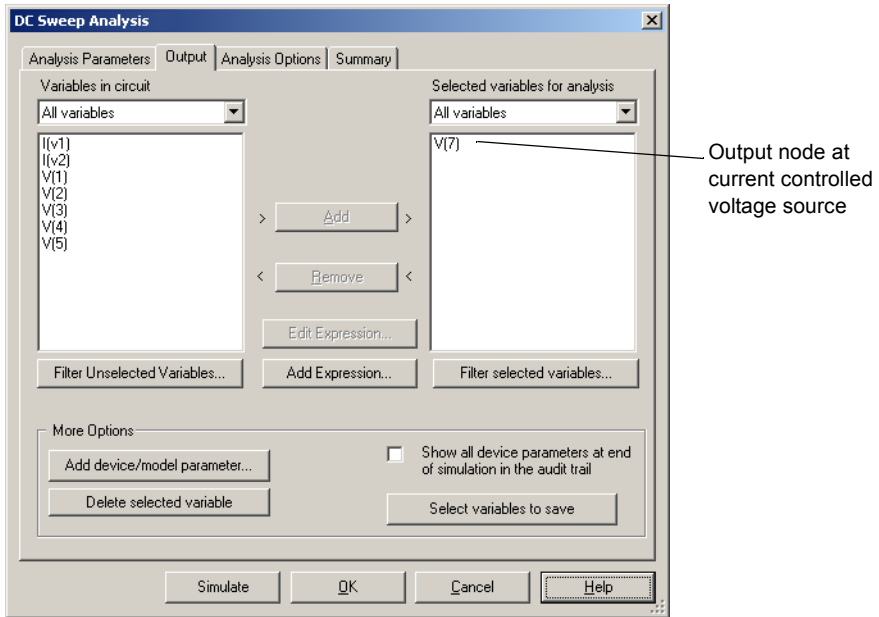 DC Sweep Analysis
Analysis Parameters Output Analysis Options Summary
Variables in circuit
All variables
I(v1)
I(v2)
V(1)
V(2)
V(3)
V(4)
V(5)
> Add >
< Remove <
Edit Expression...
Filter Unselected Variables...
Add Expression...
Selected variables for analysis
All variables
V(7)
Filter selected variables...
Output node at
current controlled
voltage source
More Options
Add device/model parameter...
Delete selected variable
Show all device parameters at end
of simulation in the audit trail
Select variables to save
Simulate OK Cancel Help